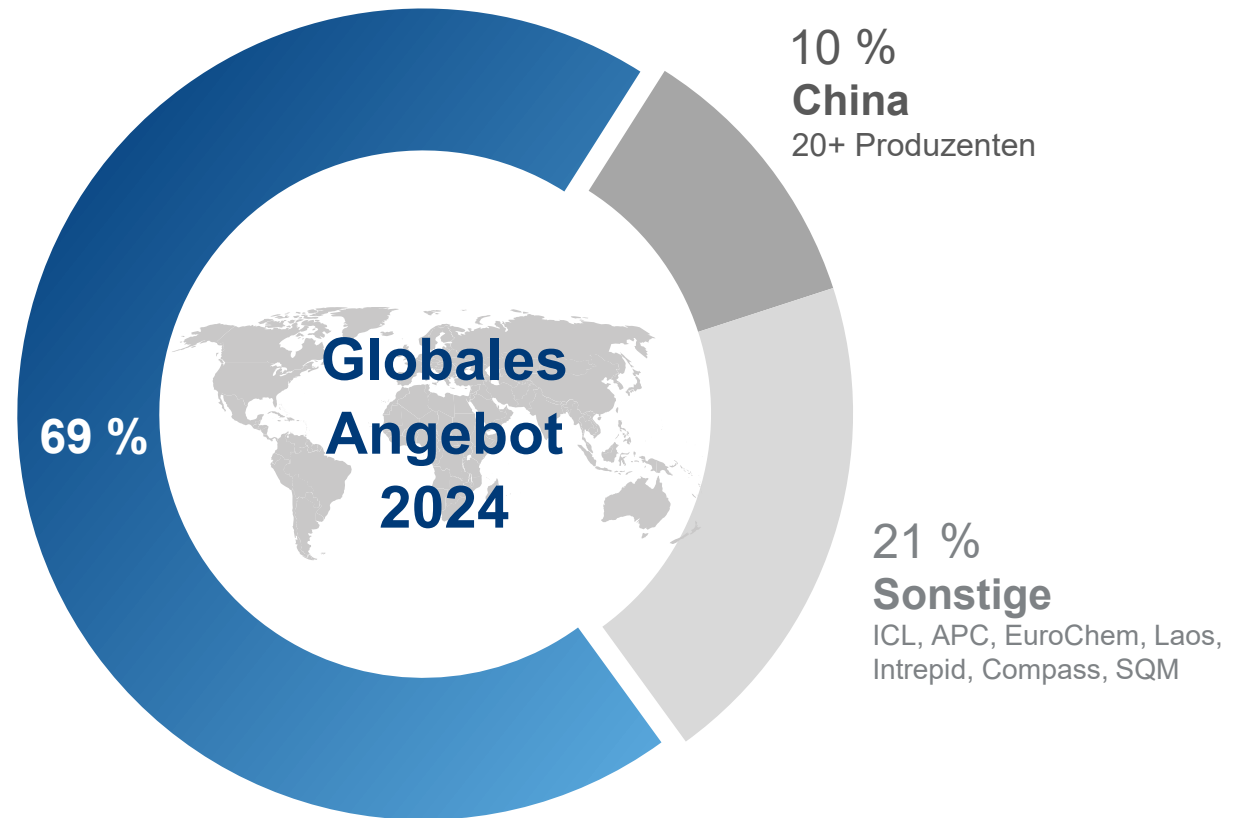 10 %
China
20+ Produzenten
Globales
Angebot
2024
69 %
21 %
Sonstige
ICL, APC, EuroChem, Laos,
Intrepid, Compass, SQM